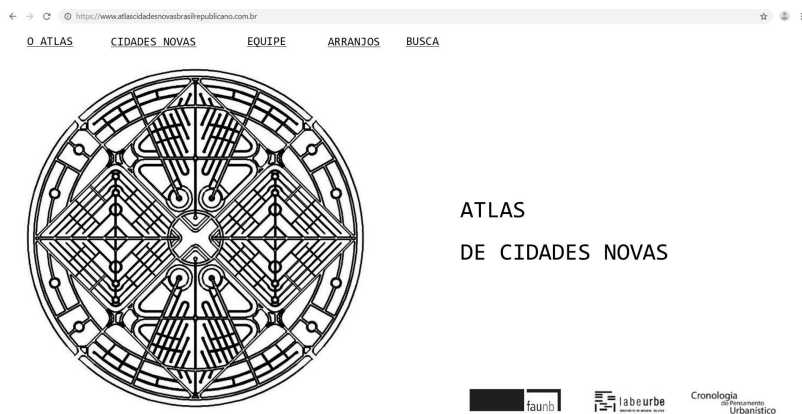 https://www.atlascidadesnovasbrasilrepublicano.com.br
O ATLAS CIDADES NOVAS EQUIPE ARRANJOS BUSCA
ATLAS
DE CIDADES NOVAS
faunb
labeurbe
Cronologia
do Pensamento
Urbanístico